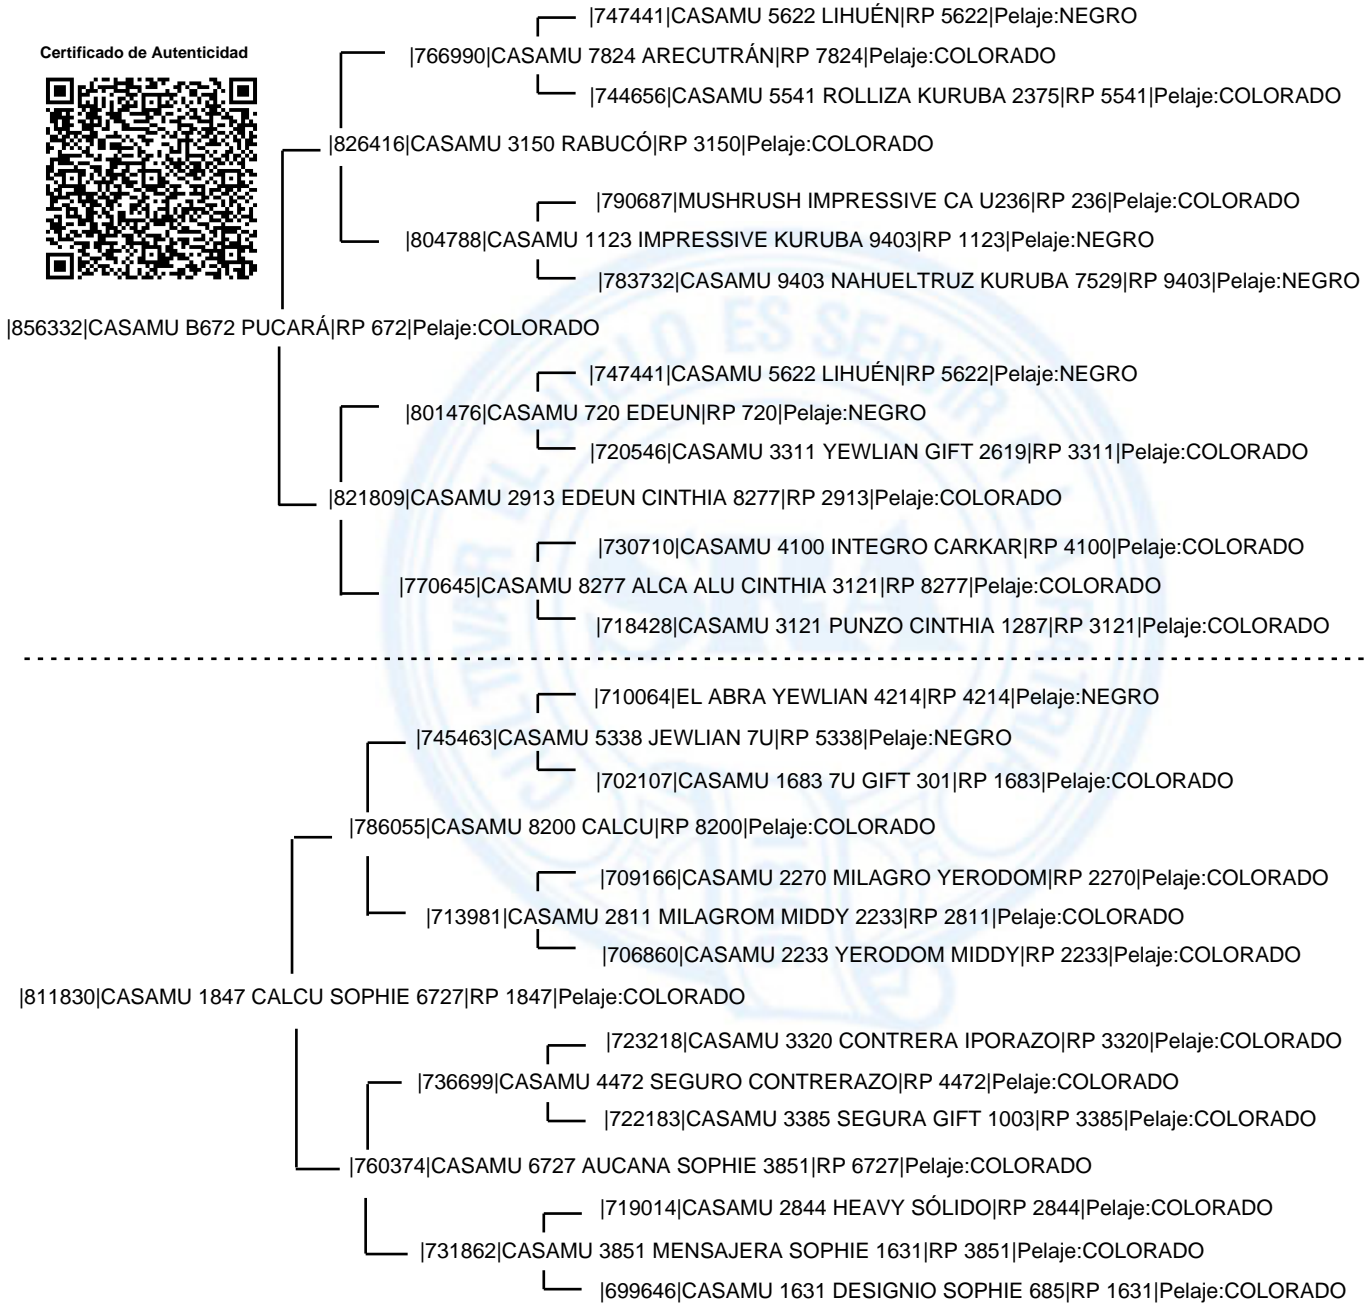 |747441|CASAMU 5622 LIHUÉN|RP 5622|Pelaje:NEGRO
Certificado de Autenticidad
|766990|CASAMU 7824 ARECUTRÁN|RP 7824|Pelaje:COLORADO
|744656|CASAMU 5541 ROLLIZA KURUBA 2375|RP 5541|Pelaje:COLORADO
|826416|CASAMU 3150 RABUCÓ|RP 3150|Pelaje:COLORADO
|790687|MUSHRUSH IMPRESSIVE CA U236|RP 236|Pelaje:COLORADO
|804788|CASAMU 1123 IMPRESSIVE KURUBA 9403|RP 1123|Pelaje:NEGRO
|783732|CASAMU 9403 NAHUELTRUZ KURUBA 7529|RP 9403|Pelaje:NEGRO
|856332|CASAMU B672 PUCARÁ|RP 672|Pelaje:COLORADO
|747441|CASAMU 5622 LIHUÉN|RP 5622|Pelaje:NEGRO
|801476|CASAMU 720 EDEUN|RP 720|Pelaje:NEGRO
|720546|CASAMU 3311 YEWLIAN GIFT 2619|RP 3311|Pelaje:COLORADO
|821809|CASAMU 2913 EDEUN CINTHIA 8277|RP 2913|Pelaje:COLORADO
|730710|CASAMU 4100 INTEGRO CARKAR|RP 4100|Pelaje:COLORADO
|770645|CASAMU 8277 ALCA ALU CINTHIA 3121|RP 8277|Pelaje:COLORADO
|718428|CASAMU 3121 PUNZO CINTHIA 1287|RP 3121|Pelaje:COLORADO
|710064|EL ABRA YEWLIAN 4214|RP 4214|Pelaje:NEGRO
|745463|CASAMU 5338 JEWLIAN 7U|RP 5338|Pelaje:NEGRO
|702107|CASAMU 1683 7U GIFT 301|RP 1683|Pelaje:COLORADO
|786055|CASAMU 8200 CALCU|RP 8200|Pelaje:COLORADO
|709166|CASAMU 2270 MILAGRO YERODOM|RP 2270|Pelaje:COLORADO
|713981|CASAMU 2811 MILAGROM MIDDY 2233|RP 2811|Pelaje:COLORADO
|706860|CASAMU 2233 YERODOM MIDDY|RP 2233|Pelaje:COLORADO
|811830|CASAMU 1847 CALCU SOPHIE 6727|RP 1847|Pelaje:COLORADO
|723218|CASAMU 3320 CONTRERA IPORAZO|RP 3320|Pelaje:COLORADO
|736699|CASAMU 4472 SEGURO CONTRERAZO|RP 4472|Pelaje:COLORADO
|722183|CASAMU 3385 SEGURA GIFT 1003|RP 3385|Pelaje:COLORADO
|760374|CASAMU 6727 AUCANA SOPHIE 3851|RP 6727|Pelaje:COLORADO
|719014|CASAMU 2844 HEAVY SÓLIDO|RP 2844|Pelaje:COLORADO
|731862|CASAMU 3851 MENSAJERA SOPHIE 1631|RP 3851|Pelaje:COLORADO
|699646|CASAMU 1631 DESIGNIO SOPHIE 685|RP 1631|Pelaje:COLORADO
CULTIVAR EL SUELO ES SERVIR A LA PATRIA
SRA